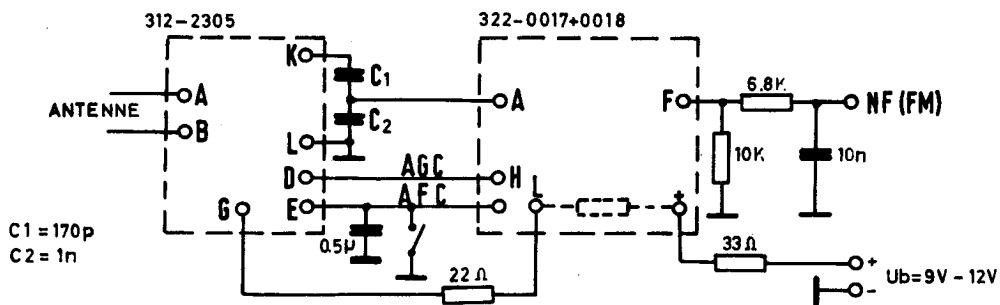 312-2305
322-0017+0018
K
C1
6.8K
A
A
F
NF (FM)
ANTENNE
B
C2
L
10K
10n
D
AGC
H
G
E
AFC
L
+
C1 = 170p
C2 = 1n
0.5µ
33Ω
+
22Ω
Ub=9V-12V
-